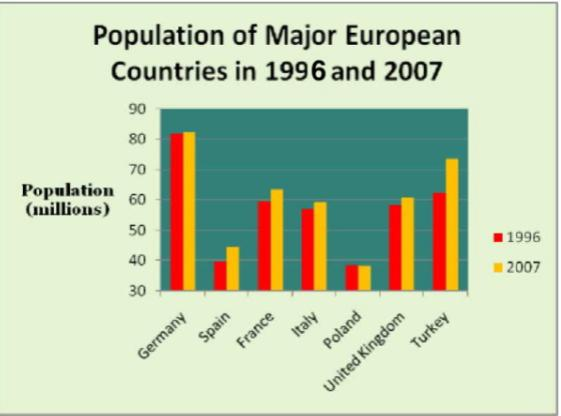 Population of Major European
Countries in 1996 and 2007
90
80
70
60
50
40
30
Population
(millions)
Germany
Spain
France
Italy
Poland
United Kingdom
Turkey
1996
2007